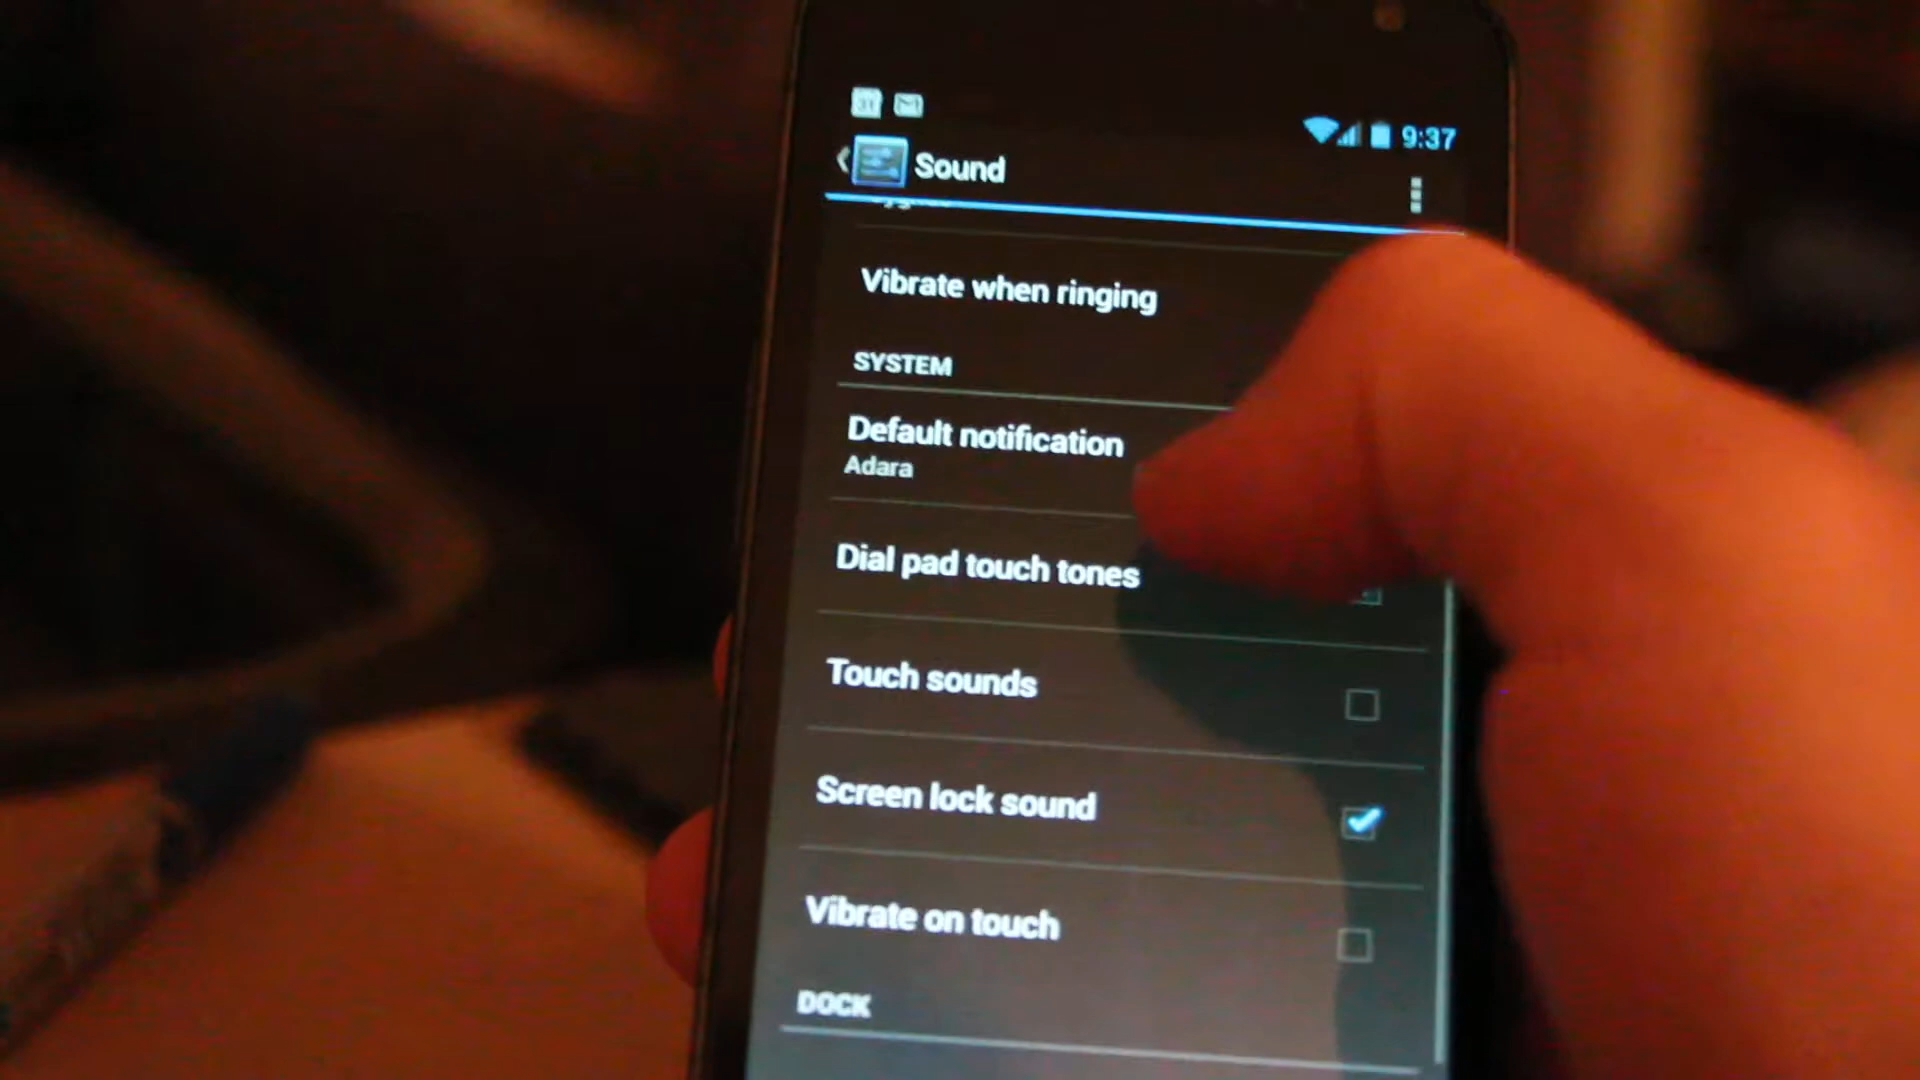 31
9:37
Sound
Vibrate when ringing
SYSTEM
Default notification
Adara
Dial pad touch tones
Touch sounds
Screen lock sound
Vibrate on touch
DOCK